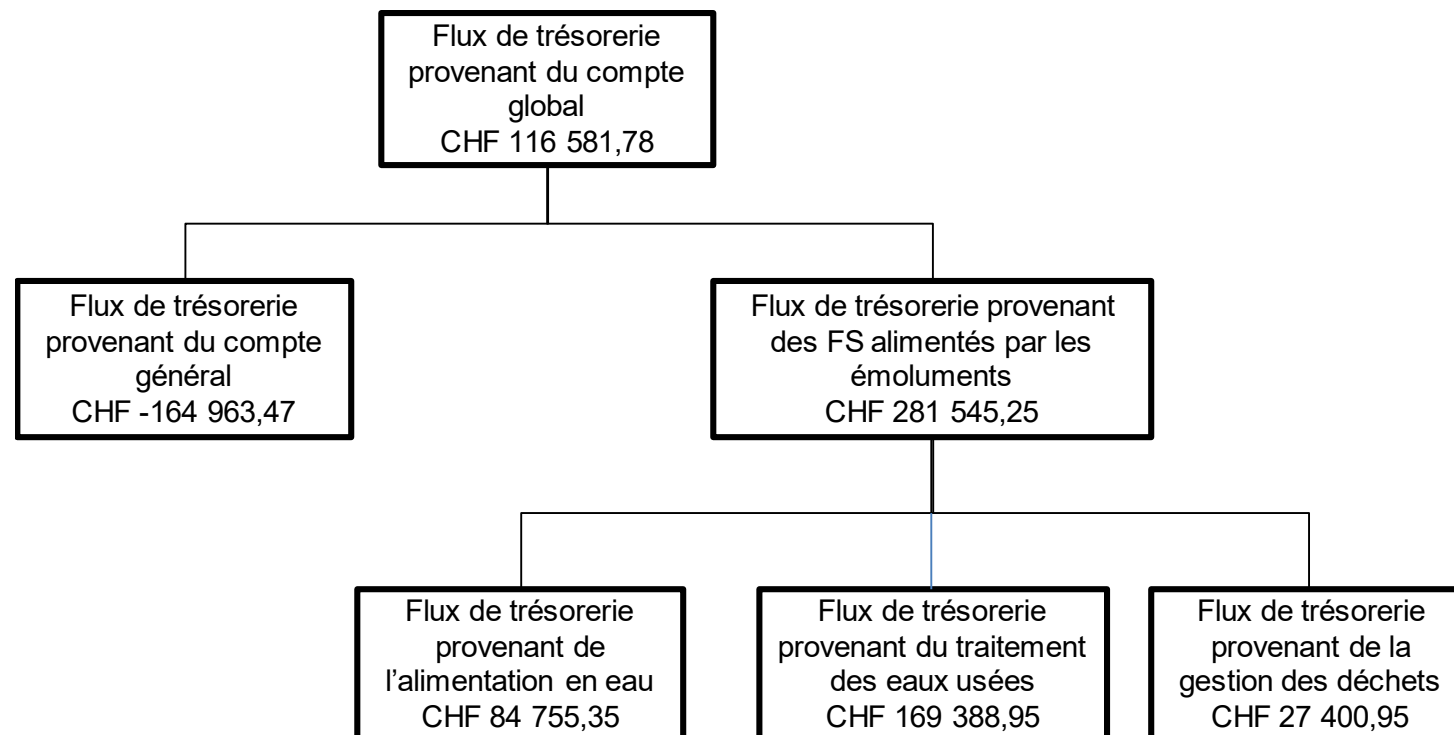 Flux de trésorerie
provenant du compte
global
CHF 116 581,78
Flux de trésorerie
provenant du compte
général
CHF -164 963,47
Flux de trésorerie provenant
des FS alimentés par les
émoluments
CHF 281 545,25
Flux de trésorerie
provenant de
l’alimentation en eau
CHF 84 755,35
Flux de trésorerie
provenant du traitement
des eaux usées
CHF 169 388,95
Flux de trésorerie
provenant de la
gestion des déchets
CHF 27 400,95